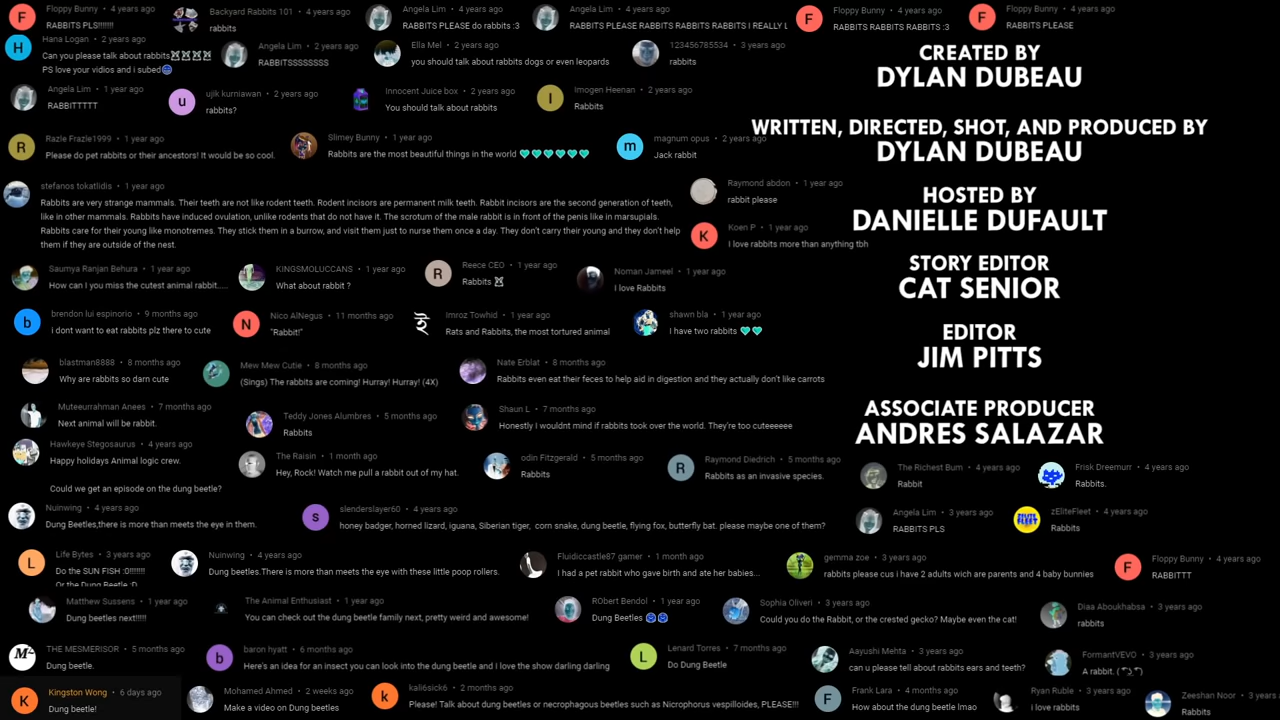 Floppy Bunny • 4 years ago
RABBITS PLS!!!!!!!
Backyard Rabbits 101 • 4 years ago
rabbits
Angela Lim • 4 years ago
RABBITS PLEASE do rabbits :3
Angela Lim • 4 years ago
RABBITS PLEASE RABBITS RABBITS RABBITS I REALLY L
Floppy Bunny • 4 years ago
RABBITS RABBITS RABBITS :3
Floppy Bunny • 4 years ago
RABBITS PLEASE
Hana Logan • 2 years ago
Can you please talk about rabbits🐰🐰🐰🐰
PS love your vidios and i subed
Angela Lim • 2 years ago
RABBITSSSSSSS
Ella Mel • 2 years ago
you should talk about rabbits dogs or even leopards
123456785534 • 3 years ago
rabbits
CREATED BY
DYLAN DUBEAU
Angela Lim • 1 year ago
RABBITTTTT
ujik kurniawan • 2 years ago
rabbits?
Innocent Juice box • 2 years ago
You should talk about rabbits
Imogen Heenan • 2 years ago
Rabbits
WRITTEN, DIRECTED, SHOT, AND PRODUCED BY
DYLAN DUBEAU
Razle Frazle1999 • 1 year ago
Please do pet rabbits or their ancestors! It would be so cool.
Slimey Bunny • 1 year ago
Rabbits are the most beautiful things in the world 💚💚💚💚💚💚
magnum opus • 2 years ago
Jack rabbit
stefanos tokatlidis • 1 year ago
Rabbits are very strange mammals. Their teeth are not like rodent teeth. Rodent incisors are permanent milk teeth. Rabbit incisors are the second generation of teeth,
like in other mammals. Rabbits have induced ovulation, unlike rodents that do not have it. The scrotum of the male rabbit is in front of the penis like in marsupials.
Rabbits care for their young like monotremes. They stick them in a burrow, and visit them just to nurse them once a day. They don't carry their young and they don't help
them if they are outside of the nest.
Raymond abdon • 1 year ago
rabbit please
Koen P • 1 year ago
I love rabbits more than anything tbh
HOSTED BY
DANIELLE DUFAULT
Saumya Ranjan Behura • 1 year ago
How can I you miss the cutest animal rabbit.....
KINGSMOLUCCANS • 1 year ago
What about rabbit ?
Reece CEO • 1 year ago
Rabbits 🐰
Noman Jameel • 1 year ago
I love Rabbits
STORY EDITOR
CAT SENIOR
brendon lui espinorio • 9 months ago
i dont want to eat rabbits plz there to cute
Nico AlNegus • 11 months ago
"Rabbit!"
Imroz Towhid • 1 year ago
Rats and Rabbits, the most tortured animal
shawn bla • 1 year ago
I have two rabbits 💚💚
EDITOR
JIM PITTS
blastman8888 • 8 months ago
Why are rabbits so darn cute
Mew Mew Cutie • 8 months ago
(Sings) The rabbits are coming! Hurray! Hurray! (4X)
Nate Erblat • 8 months ago
Rabbits even eat their feces to help aid in digestion and they actually don't like carrots
Muteeurrahman Anees • 7 months ago
Next animal will be rabbit.
Teddy Jones Alumbres • 5 months ago
Rabbits
Shaun L • 7 months ago
Honestly I wouldnt mind if rabbits took over the world. They're too cuteeeeee
ASSOCIATE PRODUCER
ANDRES SALAZAR
Hawkeye Stegosaurus • 4 years ago
Happy holidays Animal logic crew.
Could we get an episode on the dung beetle?
The Raisin • 1 month ago
Hey, Rock! Watch me pull a rabbit out of my hat.
odin Fitzgerald • 5 months ago
Rabbits
Raymond Diedrich • 5 months ago
Rabbits as an invasive species.
The Richest Bum • 4 years ago
Rabbit
Frisk Dreemurr • 4 years ago
Rabbits.
Nuinwing • 4 years ago
Dung Beetles,there is more than meets the eye in them.
slenderslayer60 • 4 years ago
honey badger, horned lizard, iguana, Siberian tiger, corn snake, dung beetle, flying fox, butterfly bat. please maybe one of them?
Angela Lim • 3 years ago
RABBITS PLS
zEliteFleet • 4 years ago
Rabbits
Life Bytes • 3 years ago
Do the SUN FISH :0!!!!!!!
Or the Dung Beetle :D
Nuinwing • 4 years ago
Dung beetles.There is more than meets the eye with these little poop rollers.
Fluidiccastle87 gamer • 1 month ago
I had a pet rabbit who gave birth and ate her babies...
gemma zoe • 3 years ago
rabbits please cus i have 2 adults wich are parents and 4 baby bunnies
Floppy Bunny • 4 years ago
RABBITTT
Matthew Sussens • 1 year ago
Dung beetles next!!!!!
The Animal Enthusiast • 1 year ago
You can check out the dung beetle family next, pretty weird and awesome!
RObert Bendol • 1 year ago
Dung Beetles
Sophia Oliveri • 3 years ago
Could you do the Rabbit, or the crested gecko? Maybe even the cat!
Diaa Aboukhabsa • 3 years ago
rabbits
THE MESMERISOR • 5 months ago
Dung beetle.
baron hyatt • 6 months ago
Here's an idea for an insect you can look into the dung beetle and I love the show darling darling
Lenard Torres • 7 months ago
Do Dung Beetle
Aayushi Mehta • 3 years ago
can u please tell about rabbits ears and teeth?
FormantVEVO • 3 years ago
A rabbit. ( ͡° ͜ʖ ͡°)
Kingston Wong • 6 days ago
Dung beetle!
Mohamed Ahmed • 2 weeks ago
Make a video on Dung beetles
kali6sick6 • 2 months ago
Please! Talk about dung beetles or necrophagous beetles such as Nicrophorus vespilloides, PLEASE!!!
Frank Lara • 4 months ago
How about the dung beetle lmao
Ryan Ruble • 3 years ago
i love rabbits
Zeeshan Noor • 3 years
Rabbits